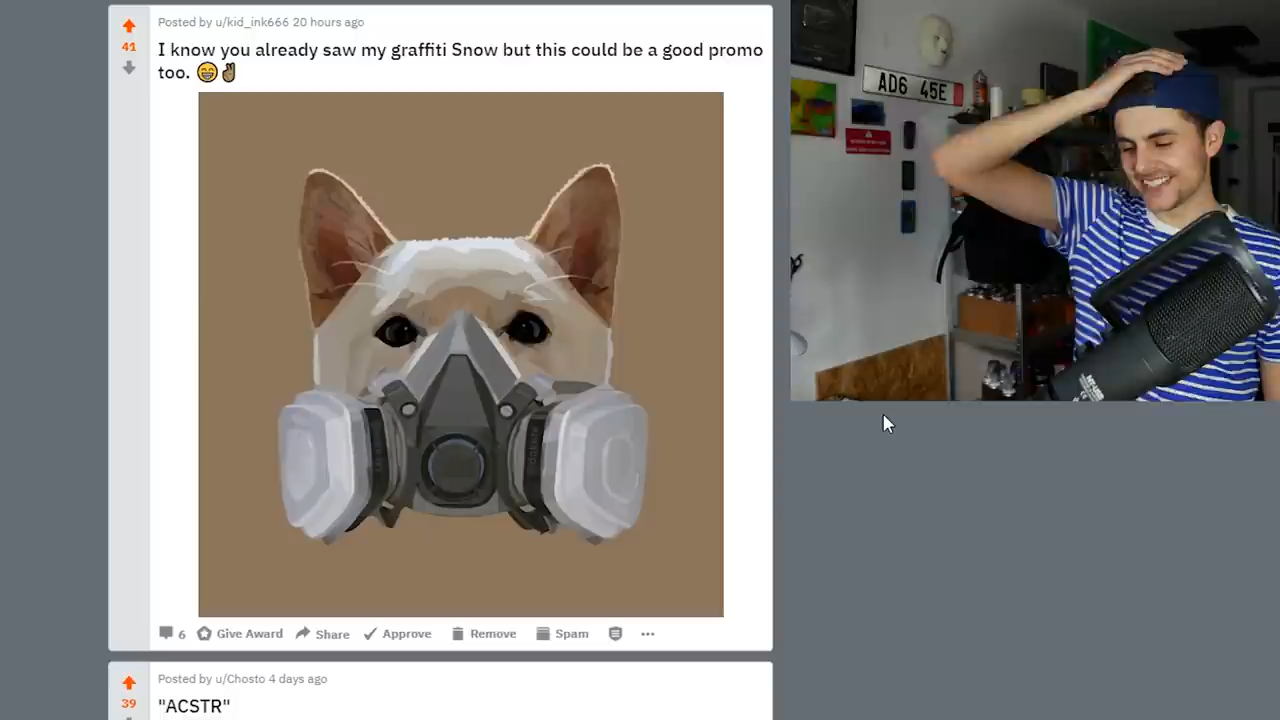 Posted by u/kid_ink666 20 hours ago
41
I know you already saw my graffiti Snow but this could be a good promo
too. 😁✌🏽
AD6 45E
6 Give Award Share Approve Remove Spam
Posted by u/Chosto 4 days ago
39
"ACSTR"